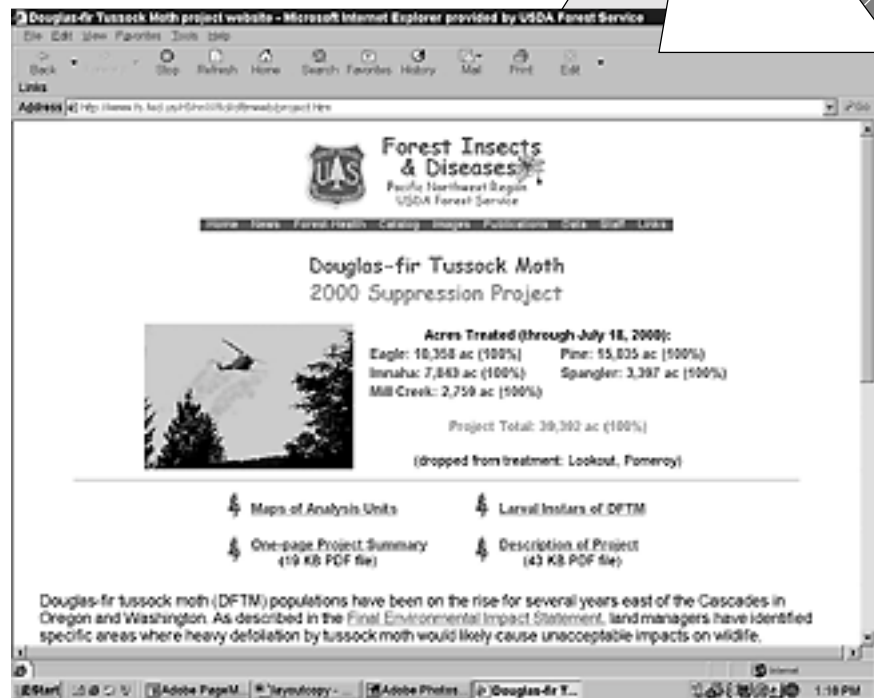 Douglas-fir Tussock Moth project website - Microsoft Internet Explorer provided by USDA Forest Service
File Edit View Favorites Tools Help
Back Stop Refresh Home Search Favorites History Mail Print Edit
Links
Address Go
Forest Insects
& Diseases
Pacific Northwest Region
USDA Forest Service
UAS
Home News Forest Health Catalog Images Publications Data Staff Links
Douglas-fir Tussock Moth
2000 Suppression Project
Acres Treated (through July 18, 2000):
Eagle: 10,358 ac (100%) Pine: 15,035 ac (100%)
Imnaha: 7,843 ac (100%) Spangler: 3,397 ac (100%)
Mill Creek: 2,759 ac (100%)
Project Total: 39,392 ac (100%)
(dropped from treatment: Lookout, Pomeroy)
Maps of Analysis Units Larval Instars of DFTM
One-page Project Summary Description of Project
(19 KB PDF file) (43 KB PDF file)
Douglas-fir tussock moth (DFTM) populations have been on the rise for several years east of the Cascades in
Oregon and Washington. As described in the Final Environmental Impact Statement, land managers have identified
specific areas where heavy defoliation by tussock moth would likely cause unacceptable impacts on wildlife,
Internet
Start Adobe PageM... layoutcopy - ... Adobe Photos... Douglas-fir T... 1:18 PM